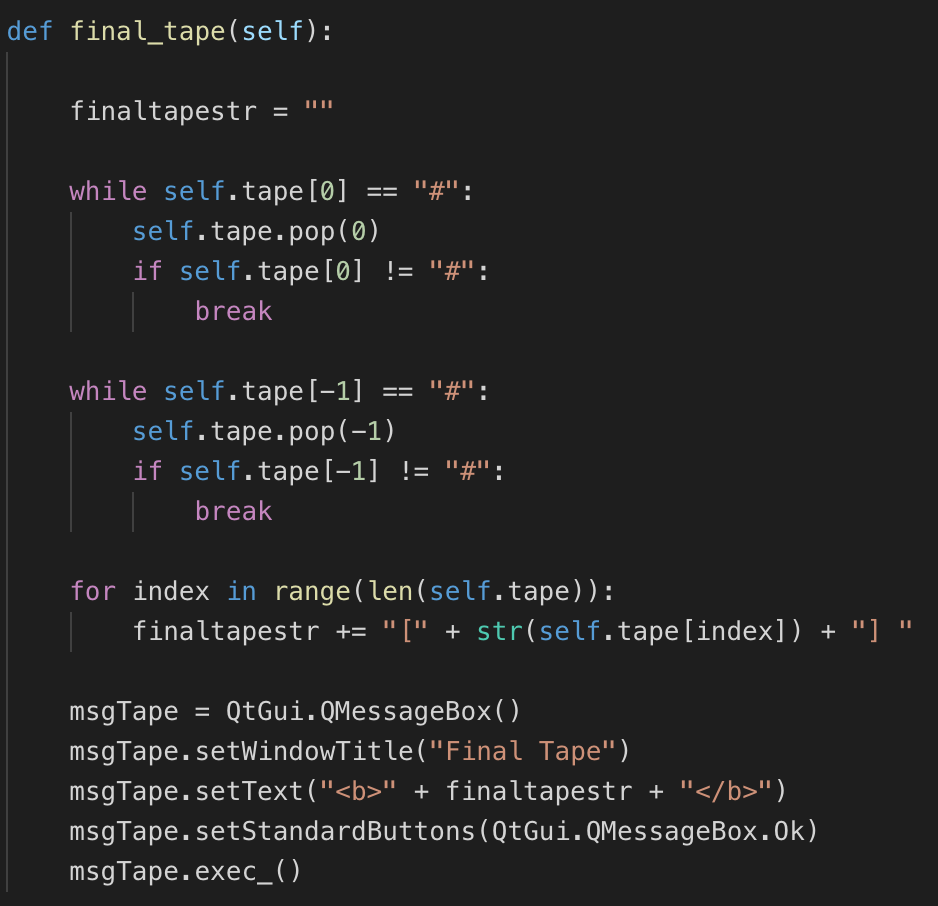 def final_tape(self):
    finaltapestr = ""
    while self.tape[0] == "#":
        self.tape.pop(0)
        if self.tape[0] != "#":
            break
    while self.tape[-1] == "#":
        self.tape.pop(-1)
        if self.tape[-1] != "#":
            break
    for index in range(len(self.tape)):
        finaltapestr += "[" + str(self.tape[index]) + "] "
    msgTape = QtGui.QMessageBox()
    msgTape.setWindowTitle("Final Tape")
    msgTape.setText("<b>" + finaltapestr + "</b>")
    msgTape.setStandardButtons(QtGui.QMessageBox.Ok)
    msgTape.exec_()